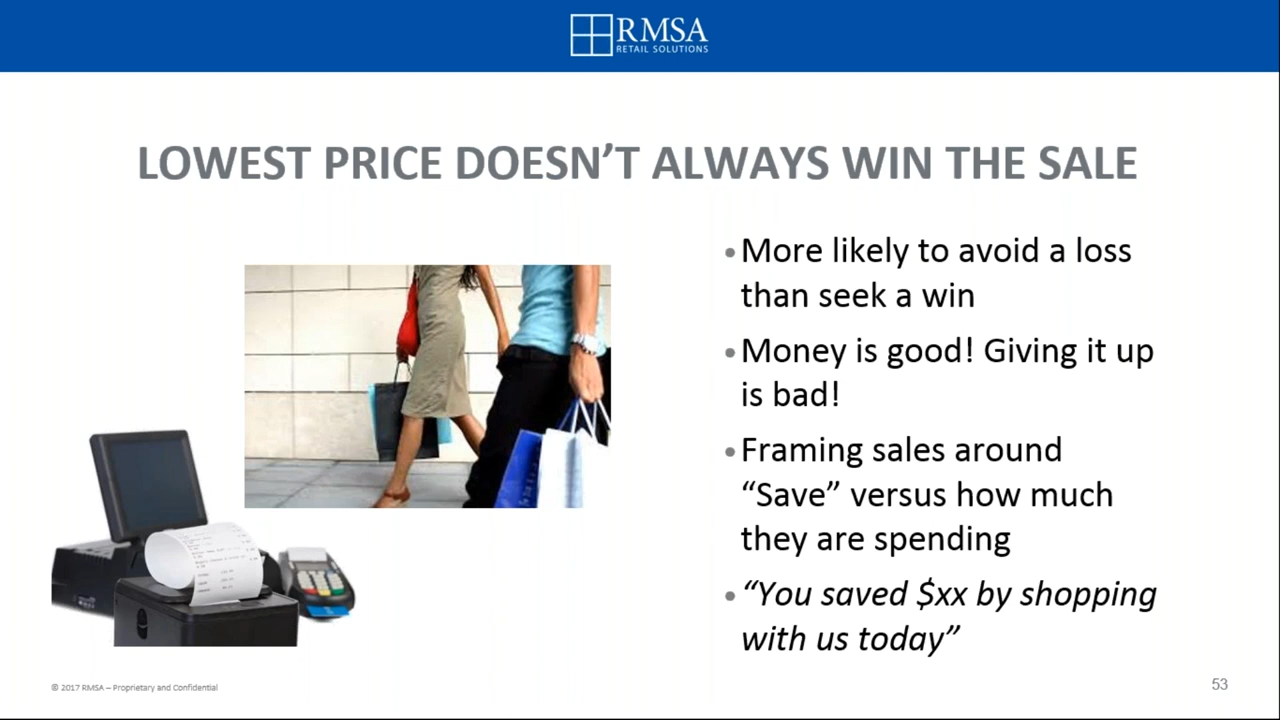 RMSA
RETAIL SOLUTIONS
LOWEST PRICE DOESN’T ALWAYS WIN THE SALE
•More likely to avoid a loss
than seek a win
•Money is good! Giving it up
is bad!
•Framing sales around
“Save” versus how much
they are spending
•“You saved $xx by shopping
with us today”
© 2017 RMSA – Proprietary and Confidential
53